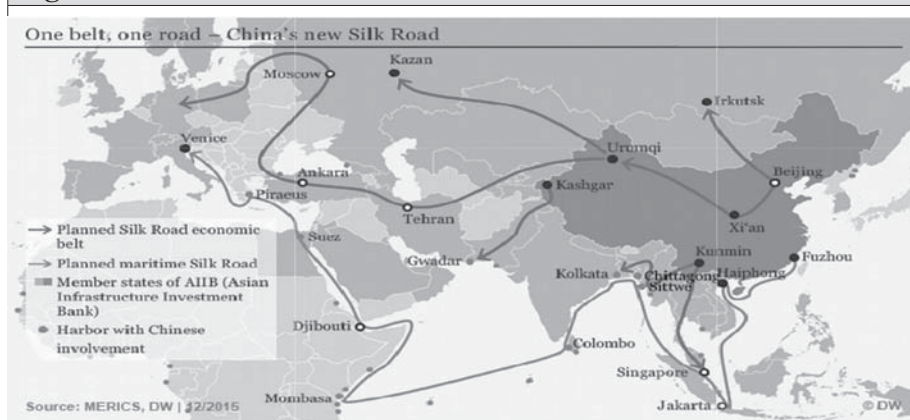 One belt, one road – China's new Silk Road
Kazan
Moscow
Irkutsk
Venice
Urumqi
Ankara
Beijing
Piraeus
Kashgar
Tehran
Xi'an
Planned Silk Road economic
belt
Suez
Kunmin
Fuzhou
Planned maritime Silk Road
Gwadar
Kolkata
Chittagong
Haiphong
Sittwe
Member states of AIIB (Asian
Infrastructure Investment
Bank)
Harbor with Chinese
involvement
Djibouti
Colombo
Singapore
Mombasa
Jakarta
Source: MERICS, DW | 12/2015
© DW